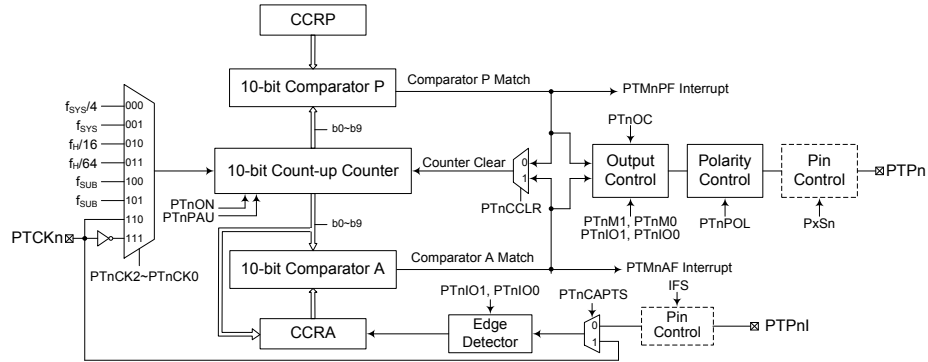 CCRP
10-bit Comparator P
Comparator P Match
PTMnPF Interrupt
b0~b9
fSYS/4
000
fSYS
001
fH/16
010
fH/64
011
fSUB
100
fSUB
101
110
111
PTCKn
PTnCK2~PTnCK0
10-bit Count-up Counter
PTnON
PTnPAU
Counter Clear
0
1
PTnCCLR
PTnOC
Output
Control
PTnM1, PTnM0
PTnIO1, PTnIO0
Polarity
Control
PTnPOL
Pin
Control
PxSn
PTPn
b0~b9
10-bit Comparator A
Comparator A Match
PTMnAF Interrupt
CCRA
PTnIO1, PTnIO0
Edge
Detector
PTnCAPTS
0
1
IFS
Pin
Control
PTPnI